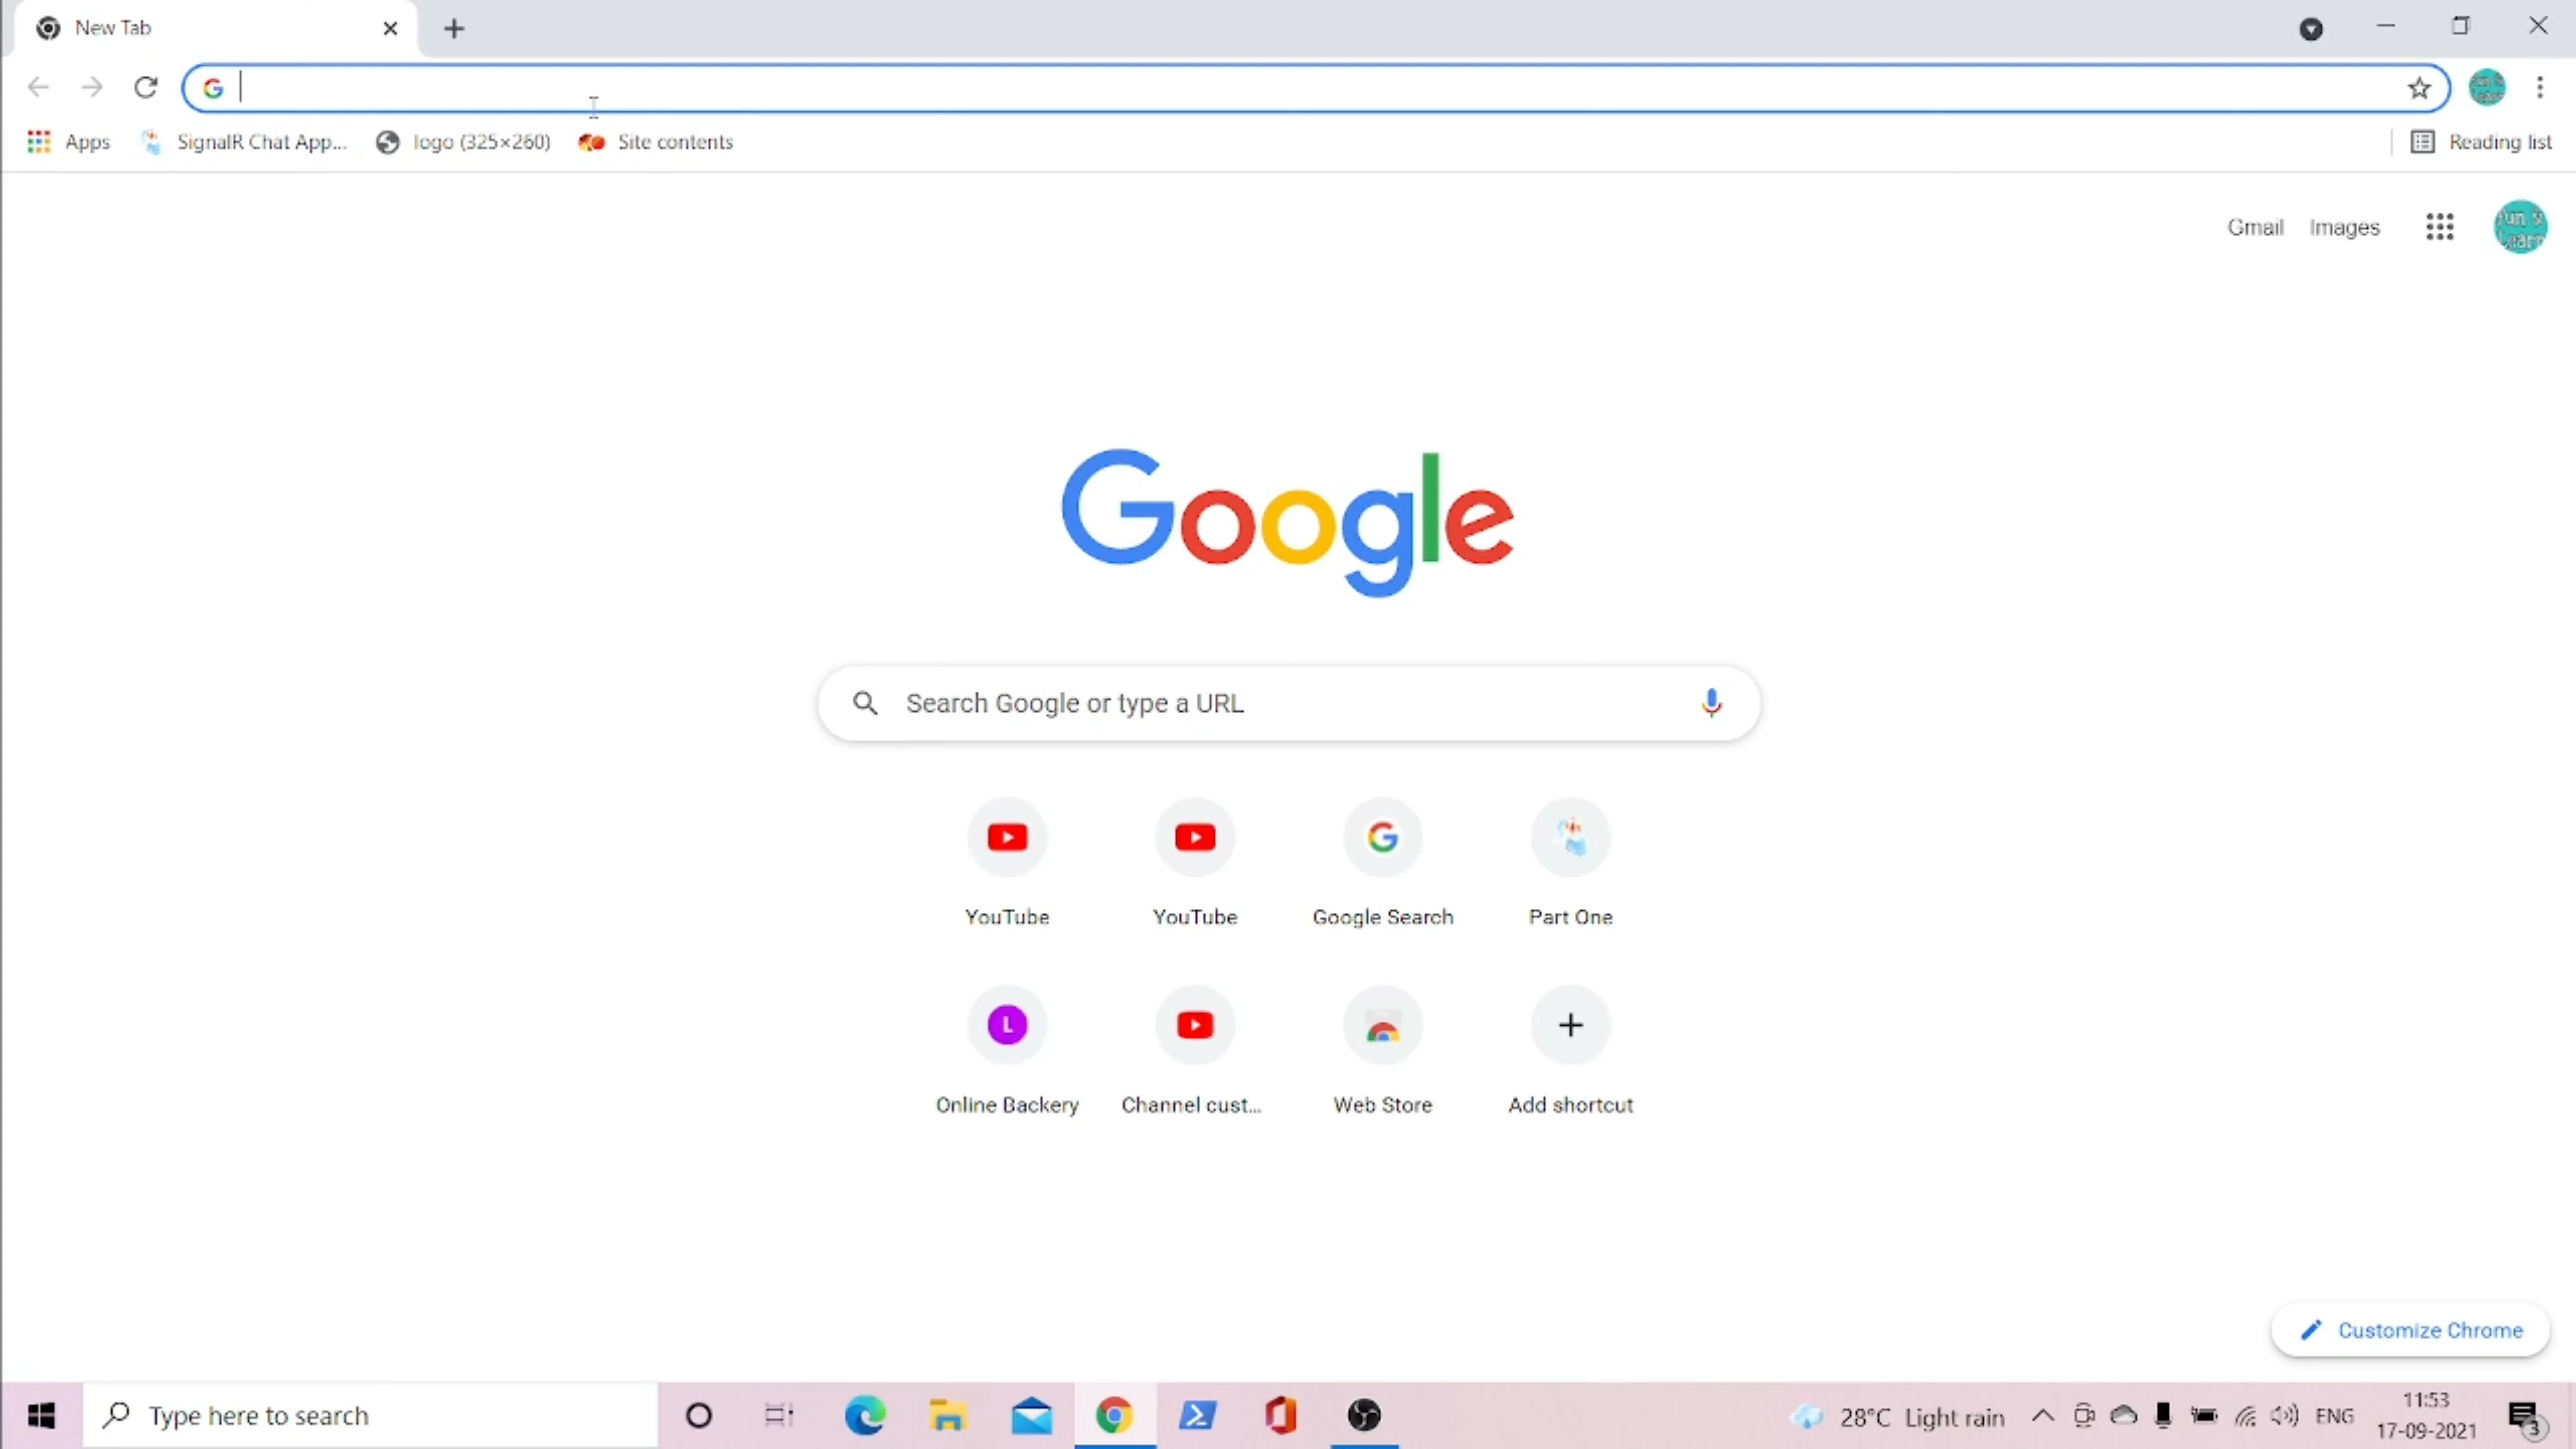 New Tab
Apps
SignalR Chat App...
logo (325×260)
Site contents
Reading list
Gmail
Images
Google
Search Google or type a URL
YouTube
YouTube
Google Search
Part One
L
Online Backery
Channel cust...
Web Store
Add shortcut
Customize Chrome
Type here to search
28°C Light rain
ENG
11:53
17-09-2021
3